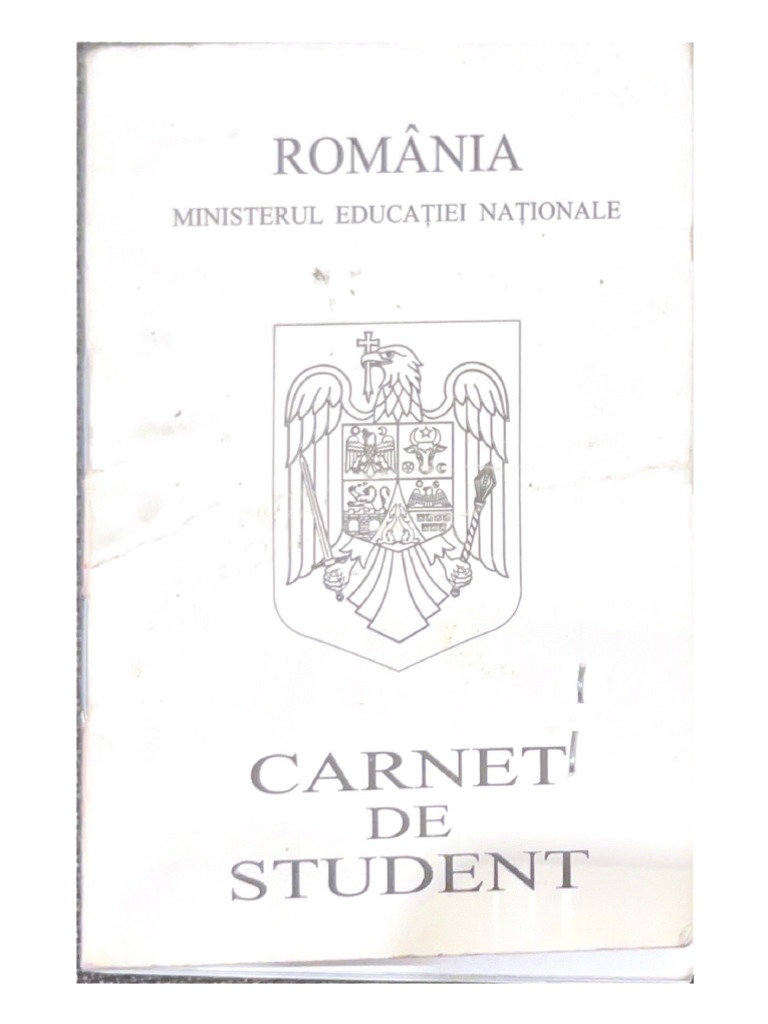 ROMÂNIA
MINISTERUL EDUCAȚIEI NAȚIONALE
CARNET
DE
STUDENT